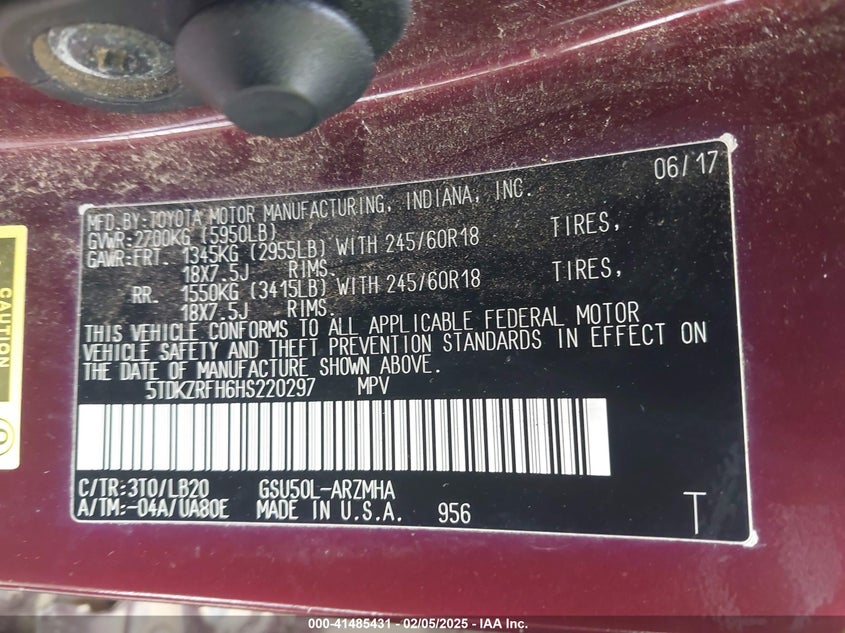 06/17
MFD.BY:TOYOTA MOTOR MANUFACTURING, INDIANA, INC.
GVWR:2700KG (5950LB)
GAWR:FRT. 1345KG (2955LB) WITH 245/60R18 TIRES,
18X7.5J RIMS.
RR. 1550KG (3415LB) WITH 245/60R18 TIRES,
18X7.5J RIMS.
THIS VEHICLE CONFORMS TO ALL APPLICABLE FEDERAL MOTOR
VEHICLE SAFETY AND THEFT PREVENTION STANDARDS IN EFFECT ON
THE DATE OF MANUFACTURE SHOWN ABOVE.
5TDKZRFH6HS220297 MPV
C/TR:3T0/LB20 GSU50L-ARZMHA
A/TM:-04A/UA80E MADE IN U.S.A. 956 T
CAUTION
000-41485431 - 02/05/2025 - IAA Inc.